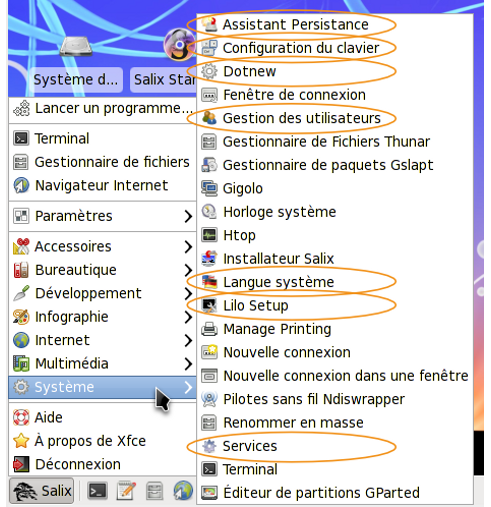 Système d...
Salix Star
Lancer un programme...
Terminal
Gestionnaire de fichiers
Navigateur Internet
Paramètres
Accessoires
Bureautique
Développement
Infographie
Internet
Multimédia
Système
Aide
À propos de Xfce
Déconnexion
Salix
Assistant Persistance
Configuration du clavier
Dotnew
Fenêtre de connexion
Gestion des utilisateurs
Gestionnaire de Fichiers Thunar
Gestionnaire de paquets Gslapt
Gigolo
Horloge système
Htop
Installateur Salix
Langue système
Lilo Setup
Manage Printing
Nouvelle connexion
Nouvelle connexion dans une fenêtre
Pilotes sans fil Ndiswrapper
Renommer en masse
Services
Terminal
Éditeur de partitions GParted